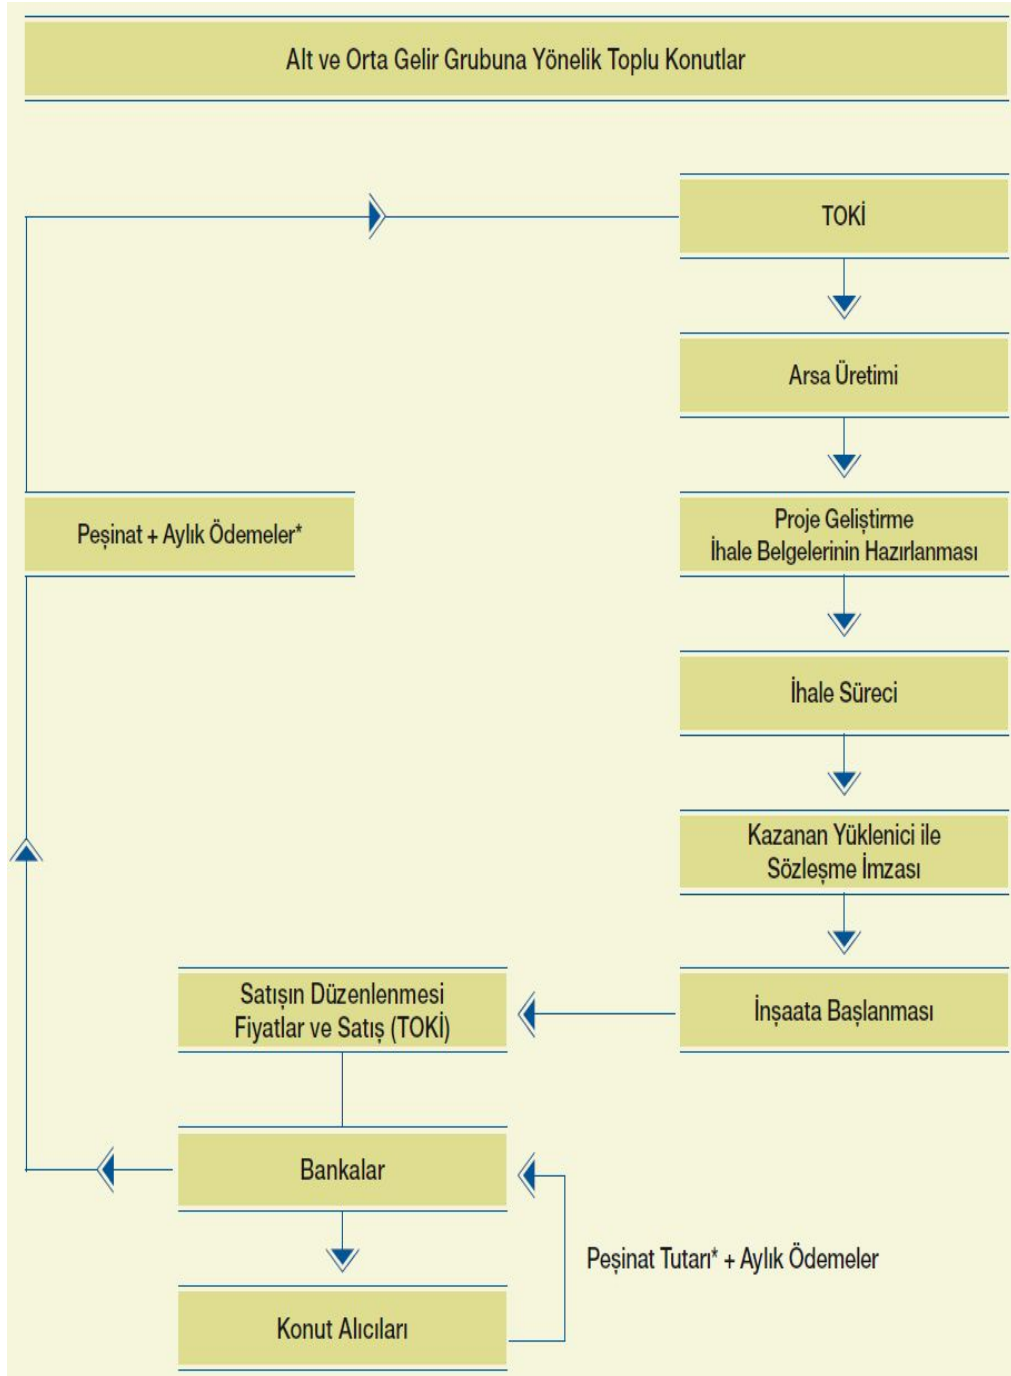 Alt ve Orta Gelir Grubuna Yönelik Toplu Konutlar
TOKİ
Arsa Üretimi
Peşinat + Aylık Ödemeler*
Proje Geliştirme
İhale Belgelerinin Hazırlanması
İhale Süreci
Kazanan Yüklenici ile
Sözleşme İmzası
Satışın Düzenlenmesi
Fiyatlar ve Satış (TOKİ)
İnşaata Başlanması
Bankalar
Peşinat Tutarı* + Aylık Ödemeler
Konut Alıcıları